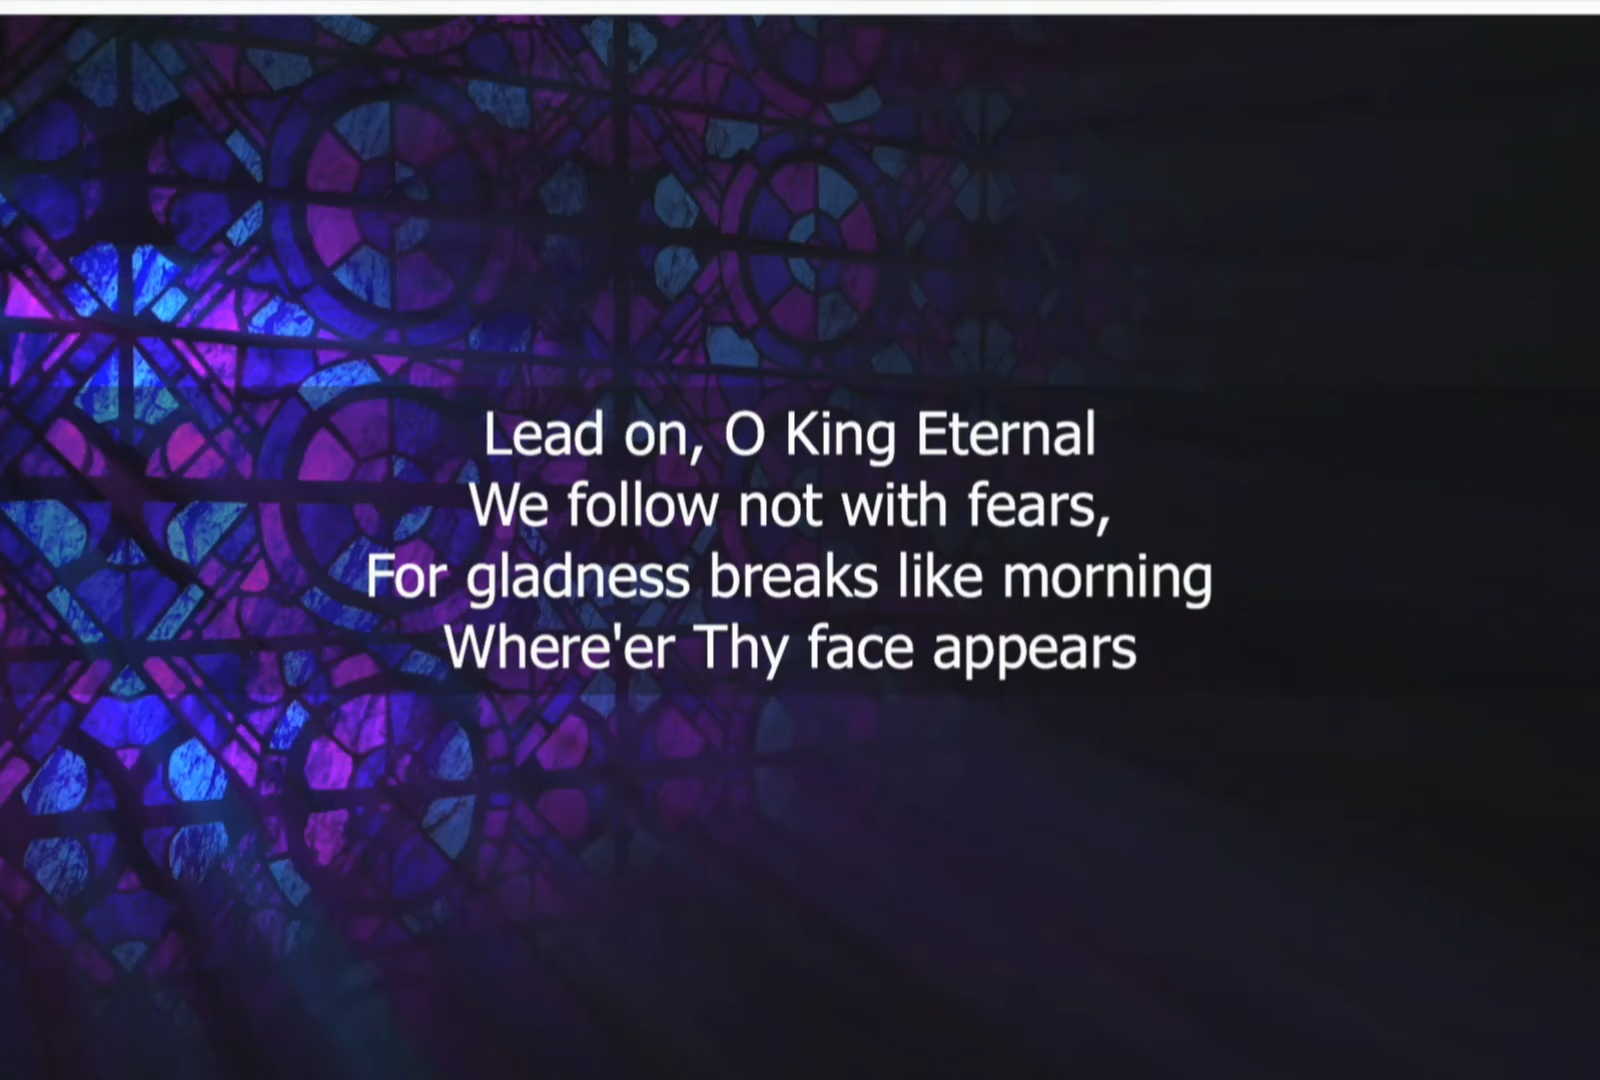 Lead on, O King Eternal
We follow not with fears,
For gladness breaks like morning
Where'er Thy face appears